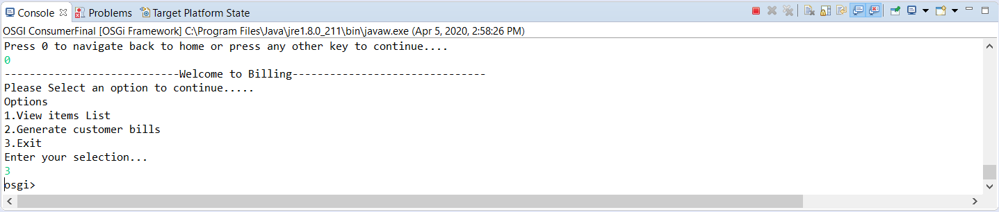 Console Problems Target Platform State
OSGI ConsumerFinal [OSGi Framework] C:\Program Files\Java\jre1.8.0_211\bin\javaw.exe (Apr 5, 2020, 2:58:26 PM)
Press 0 to navigate back to home or press any other key to continue....
0
----------------------------Welcome to Billing-------------------------------
Please Select an option to continue.....
Options
1.View items List
2.Generate customer bills
3.Exit
Enter your selection...
3
osgi>